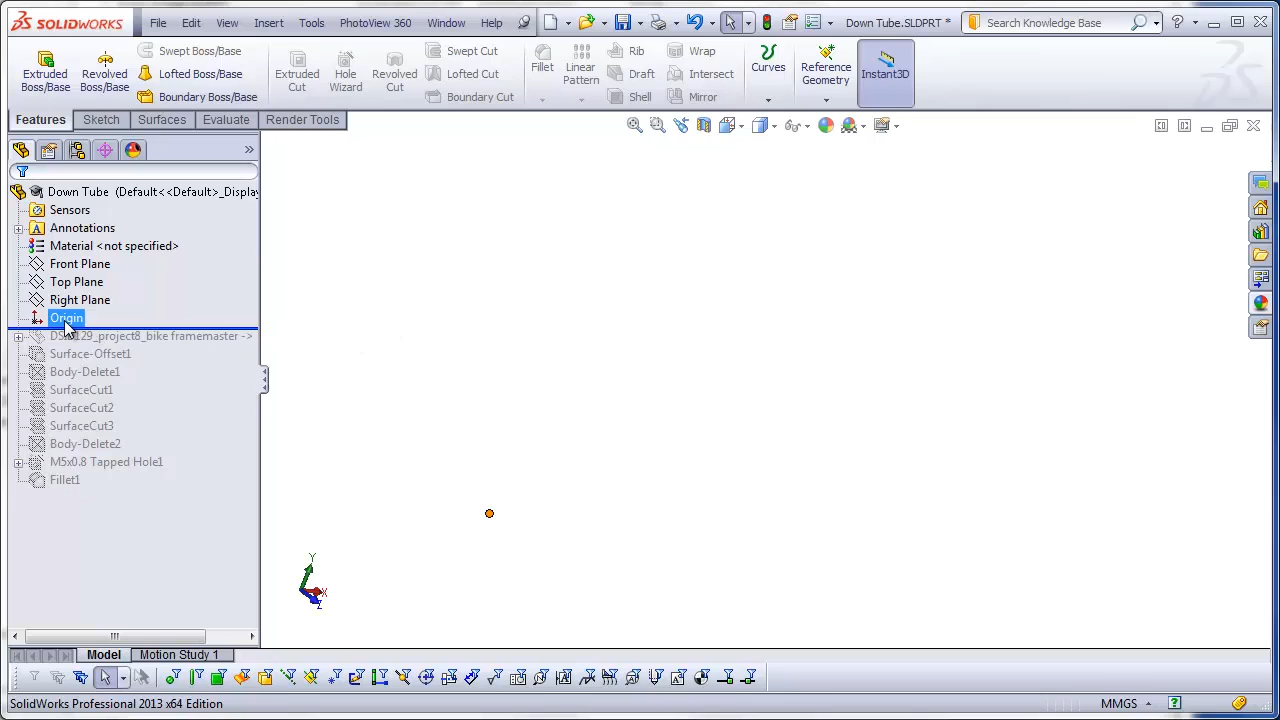 SOLIDWORKS File Edit View Insert Tools PhotoView 360 Window Help Down Tube.SLDPRT * Search Knowledge Base
Extruded Boss/Base
Revolved Boss/Base
Swept Boss/Base
Lofted Boss/Base
Boundary Boss/Base
Extruded Cut
Hole Wizard
Revolved Cut
Swept Cut
Lofted Cut
Boundary Cut
Fillet
Linear Pattern
Rib
Draft
Shell
Wrap
Intersect
Mirror
Curves
Reference Geometry
Instant3D
Features Sketch Surfaces Evaluate Render Tools
Down Tube (Default<<Default>_Display
Sensors
Annotations
Material <not specified>
Front Plane
Top Plane
Right Plane
Origin
129_project8_bike framemaster ->
Surface-Offset1
Body-Delete1
SurfaceCut1
SurfaceCut2
SurfaceCut3
Body-Delete2
M5x0.8 Tapped Hole1
Fillet1
Y
X
Z
Model Motion Study 1
SolidWorks Professional 2013 x64 Edition MMGS